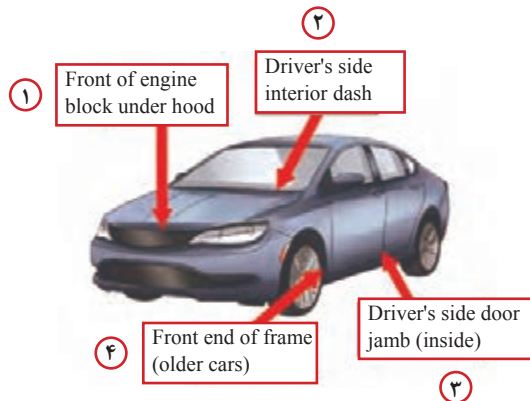 ۱
Front of engine
block under hood
۲
Driver's side
interior dash
۳
Driver's side door
jamb (inside)
۴
Front end of frame
(older cars)